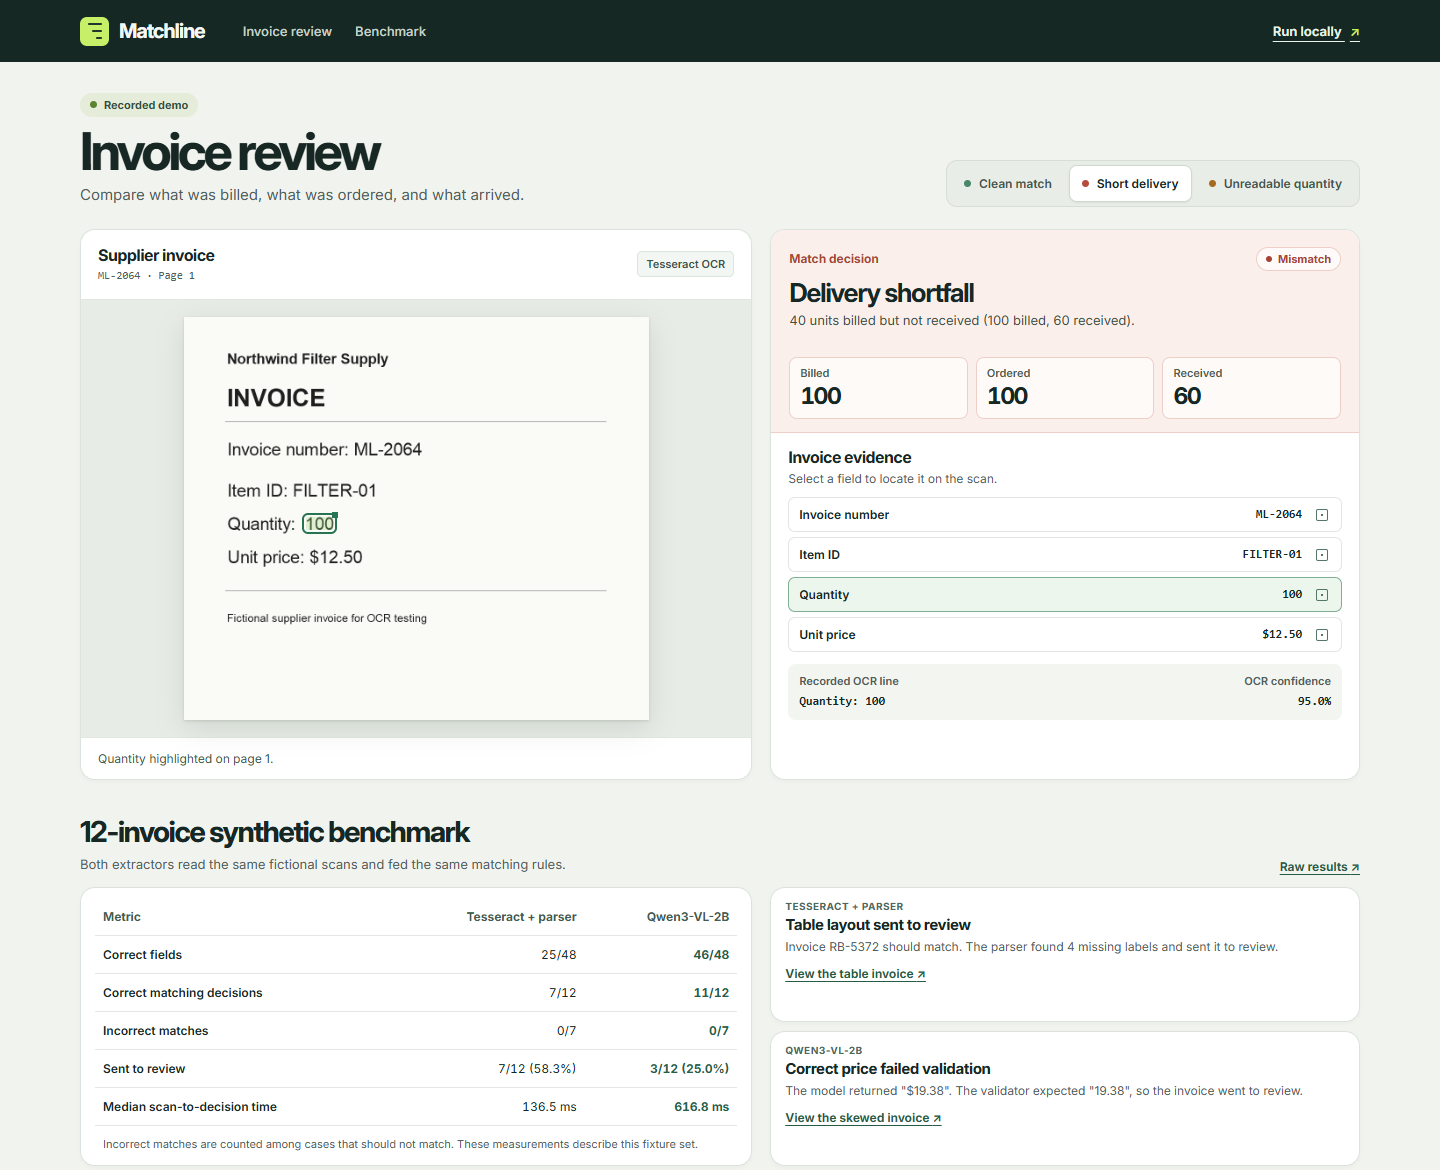 Matchline
Invoice review
Benchmark
Run locally ↗
Recorded demo
Invoice review
Compare what was billed, what was ordered, and what arrived.
Clean match
Short delivery
Unreadable quantity
Supplier invoice
ML-2064 · Page 1
Tesseract OCR
Northwind Filter Supply
INVOICE
Invoice number: ML-2064
Item ID: FILTER-01
Quantity: 100
Unit price: $12.50
Fictional supplier invoice for OCR testing
Quantity highlighted on page 1.
Match decision
Mismatch
Delivery shortfall
40 units billed but not received (100 billed, 60 received).
Billed
100
Ordered
100
Received
60
Invoice evidence
Select a field to locate it on the scan.
Invoice number ML-2064
Item ID FILTER-01
Quantity 100
Unit price $12.50
Recorded OCR line OCR confidence
Quantity: 100 95.0%
12-invoice synthetic benchmark
Both extractors read the same fictional scans and fed the same matching rules.
Raw results ↗
Metric Tesseract + parser Qwen3-VL-2B
Correct fields 25/48 46/48
Correct matching decisions 7/12 11/12
Incorrect matches 0/7 0/7
Sent to review 7/12 (58.3%) 3/12 (25.0%)
Median scan-to-decision time 136.5 ms 616.8 ms
Incorrect matches are counted among cases that should not match. These measurements describe this fixture set.
TESSERACT + PARSER
Table layout sent to review
Invoice RB-5372 should match. The parser found 4 missing labels and sent it to review.
View the table invoice ↗
QWEN3-VL-2B
Correct price failed validation
The model returned "$19.38". The validator expected "19.38", so the invoice went to review.
View the skewed invoice ↗